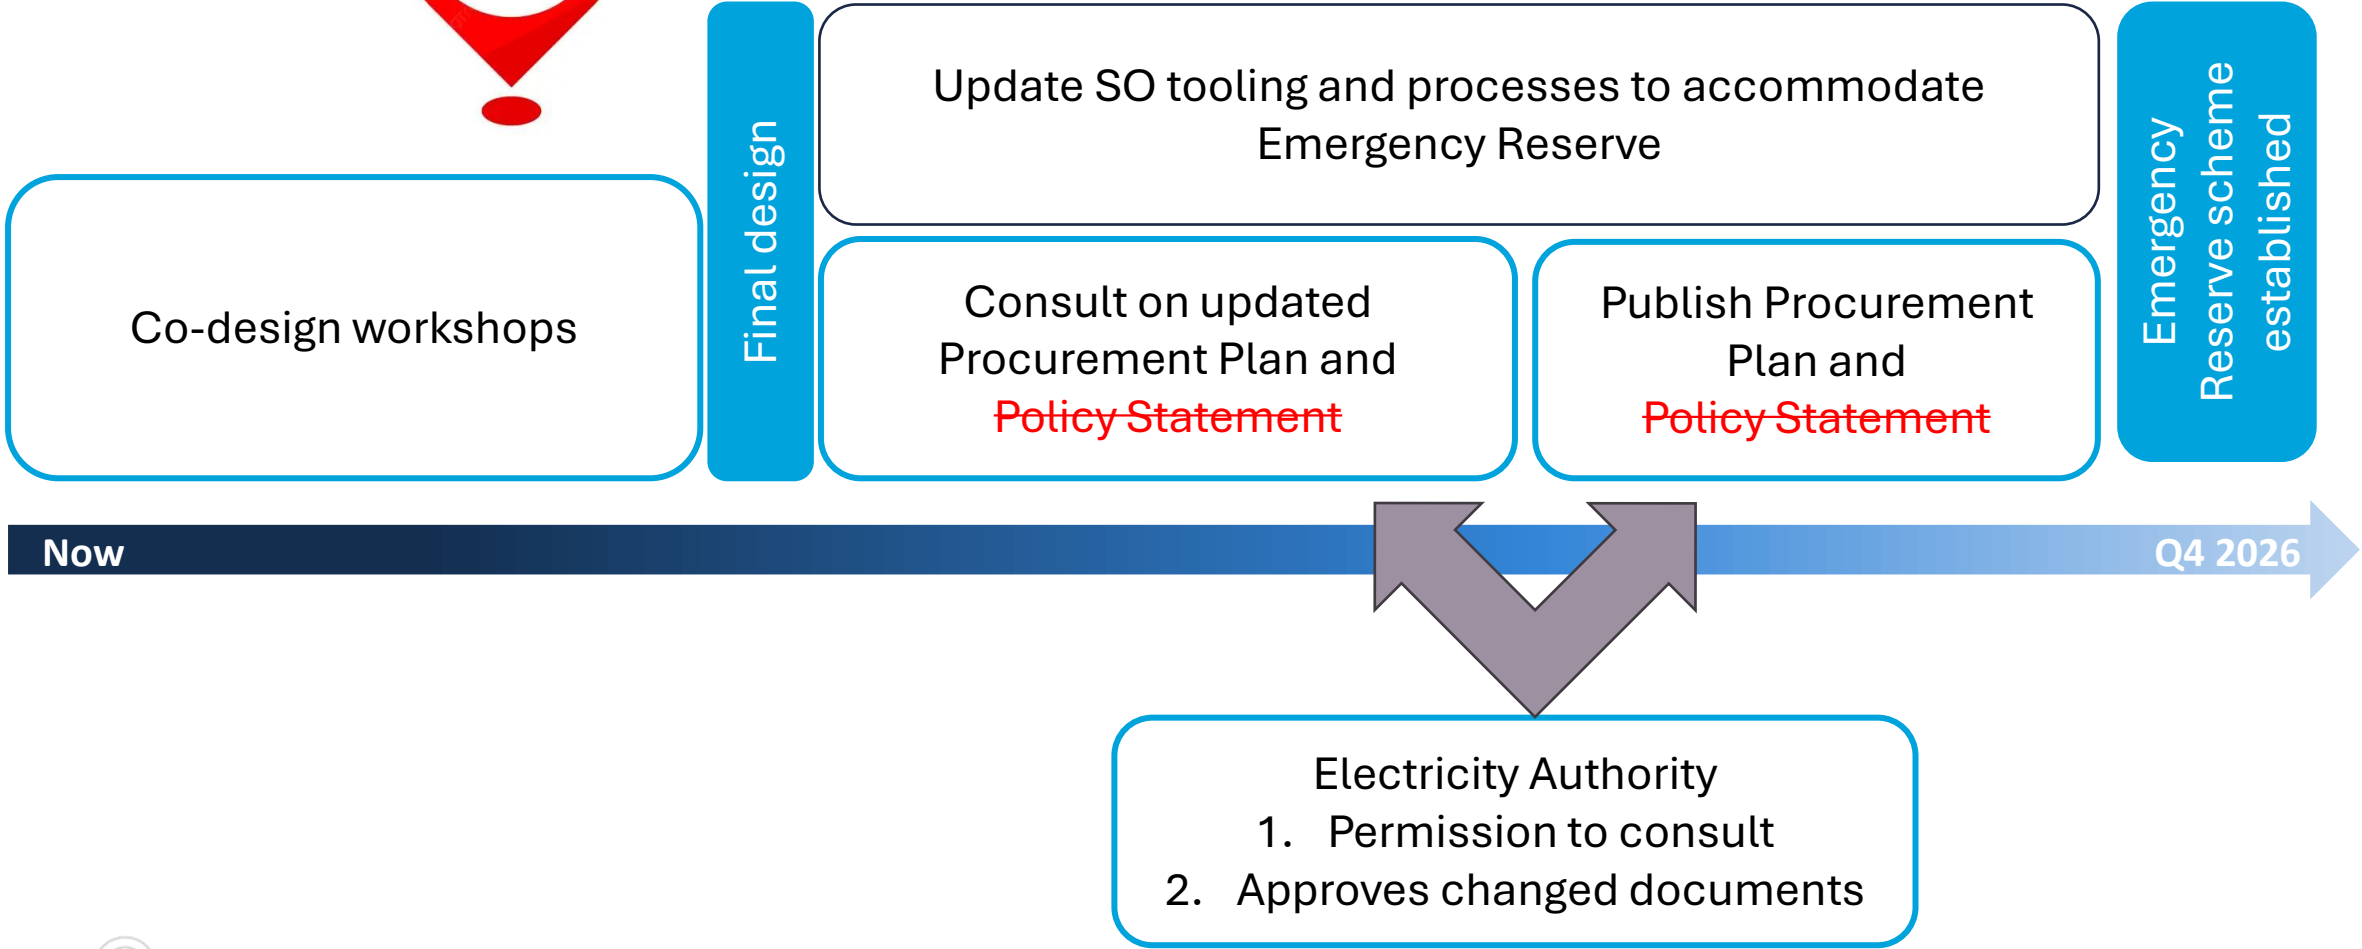 Update SO tooling and processes to accommodate
Emergency Reserve
Co-design workshops
Final design
Consult on updated
Procurement Plan and
Policy Statement
Publish Procurement
Plan and
Policy Statement
Emergency
Reserve scheme
established
Now
Q4 2026
Electricity Authority
1. Permission to consult
2. Approves changed documents